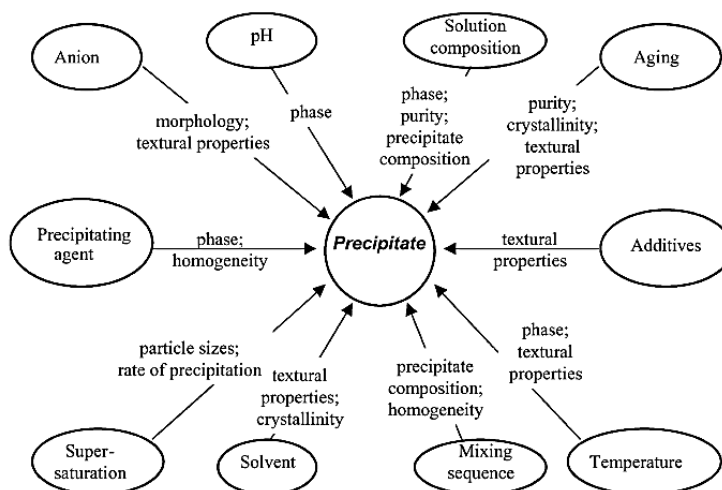 Anion
pH
Solution
composition
Aging
morphology;
textural properties
phase
phase;
purity;
precipitate
composition
purity;
crystallinity;
textural
properties
Precipitating
agent
phase;
homogeneity
Precipitate
textural
properties
Additives
particle sizes;
rate of precipitation
textural
properties;
crystallinity
precipitate
composition;
homogeneity
phase;
textural
properties
Super-
saturation
Solvent
Mixing
sequence
Temperature